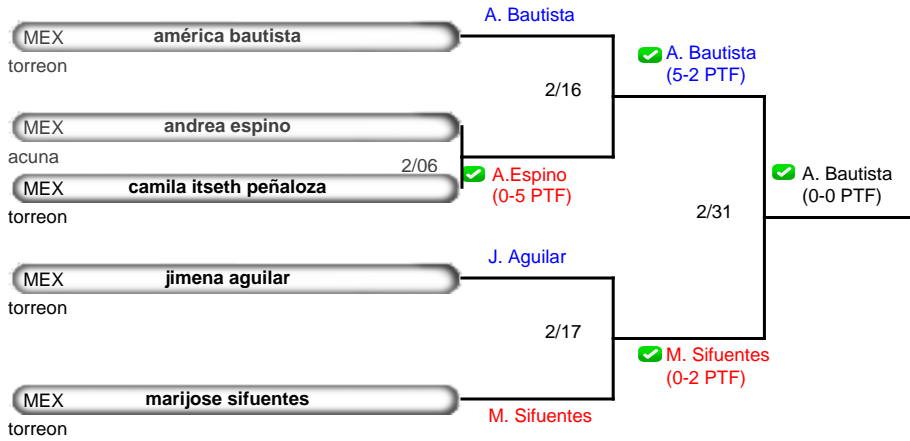 A. Bautista
MEX américa bautista
torreon
2/16
A. Bautista
(5-2 PTF)
MEX andrea espino
acuna
2/06
A.Espino
(0-5 PTF)
MEX camila itseth peñaloza
torreon
A. Bautista
(0-0 PTF)
2/31
J. Aguilar
MEX jimena aguilar
torreon
2/17
M. Sifuentes
(0-2 PTF)
MEX marijose sifuentes
M. Sifuentes
torreon